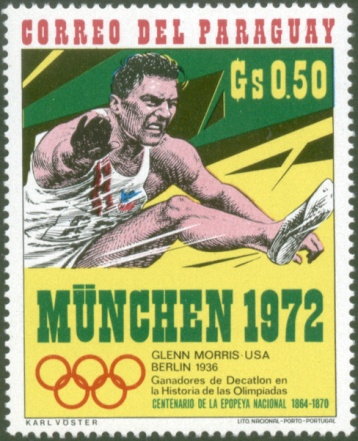 CORREO DEL PARAGUAY
Gs 0.50
MÜNCHEN 1972
GLENN MORRIS·USA
BERLIN 1936
Ganadores de Decatlon en
la Historia de las Olimpiadas
CENTENARIO DE LA EPOPEYA NACIONAL 1864-1870
KARL VÖSTER
LITO NACIONAL-PORTO-PORTUGAL